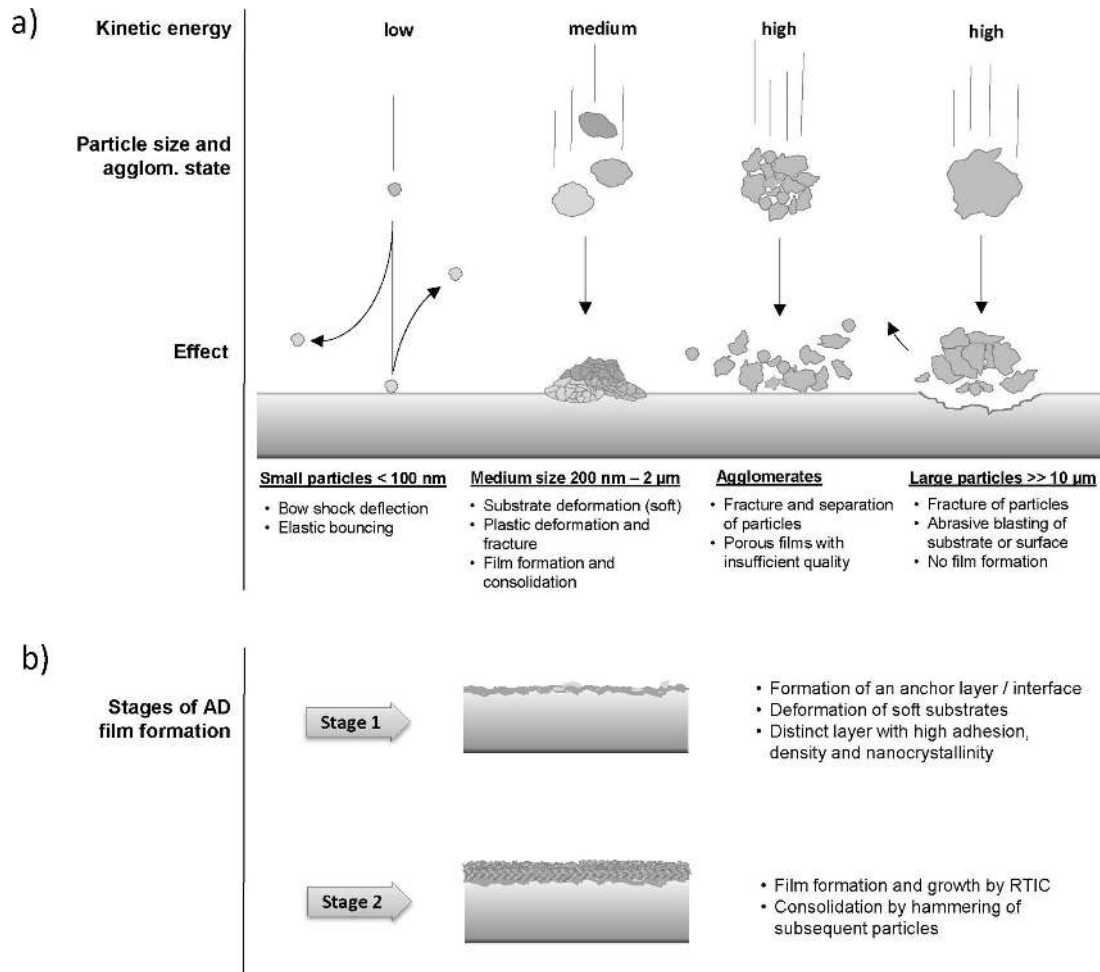 a)
Kinetic energy
low
medium
high
high
Particle size and
agglom. state
Effect
Small particles < 100 nm
• Bow shock deflection
• Elastic bouncing
Medium size 200 nm – 2 µm
• Substrate deformation (soft)
• Plastic deformation and
fracture
• Film formation and
consolidation
Agglomerates
• Fracture and separation
of particles
• Porous films with
insufficient quality
Large particles >> 10 µm
• Fracture of particles
• Abrasive blasting of
substrate or surface
• No film formation
b)
Stages of AD
film formation
Stage 1
• Formation of an anchor layer / interface
• Deformation of soft substrates
• Distinct layer with high adhesion,
density and nanocrystallinity
Stage 2
• Film formation and growth by RTIC
• Consolidation by hammering of
subsequent particles